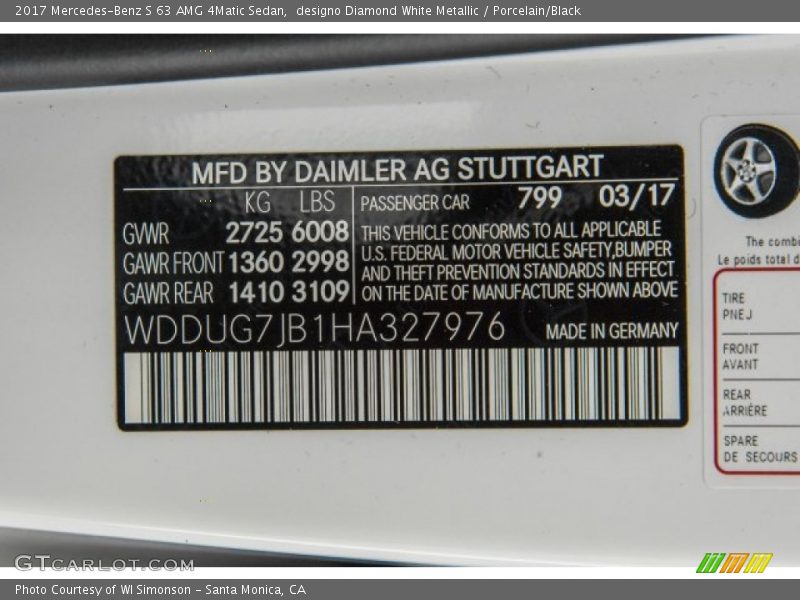 2017 Mercedes-Benz S 63 AMG 4Matic Sedan,  designo Diamond White Metallic / Porcelain/Black
MFD BY DAIMLER AG STUTTGART
KG LBS
GVWR 2725 6008
GAWR FRONT 1360 2998
GAWR REAR 1410 3109
PASSENGER CAR 799 03/17
THIS VEHICLE CONFORMS TO ALL APPLICABLE
U.S. FEDERAL MOTOR VEHICLE SAFETY,BUMPER
AND THEFT PREVENTION STANDARDS IN EFFECT
ON THE DATE OF MANUFACTURE SHOWN ABOVE
WDDUG7JB1HA327976 MADE IN GERMANY
The combi
Le poids total d
TIRE
PNEJ
FRONT
AVANT
REAR
ARRIÈRE
SPARE
DE SECOURS
GTCARLOT.COM
Photo Courtesy of WI Simonson - Santa Monica, CA